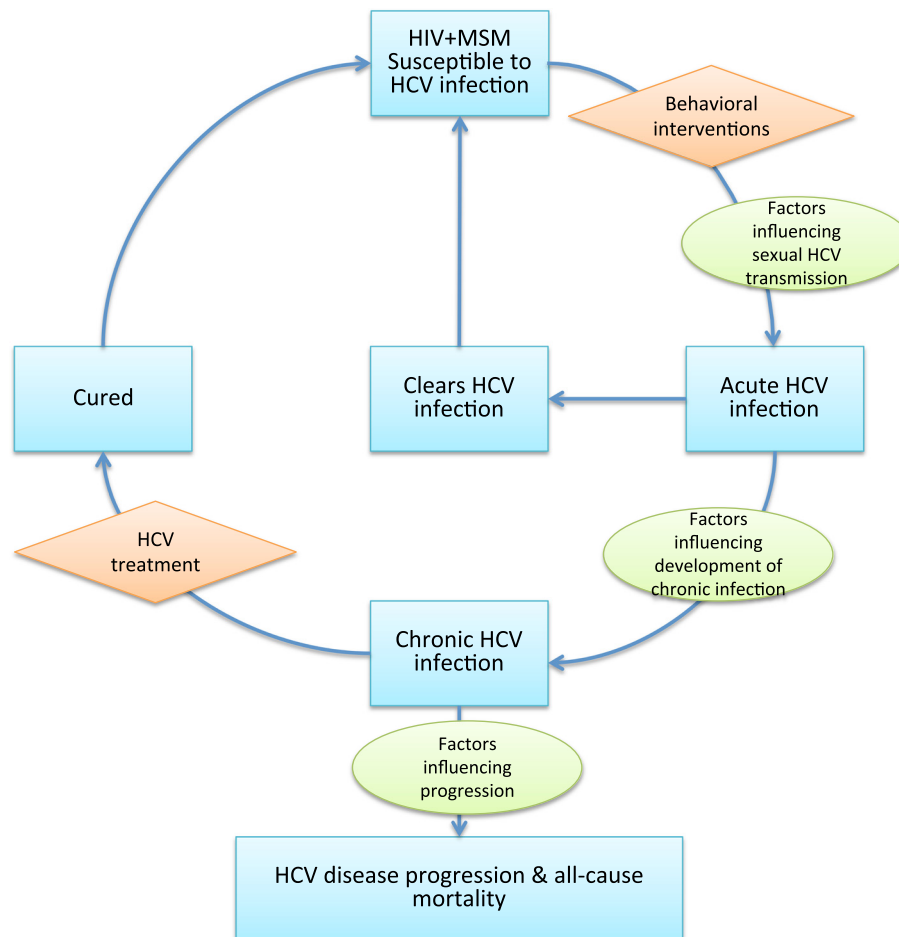 HIV+MSM
Susceptible to
HCV infection
Behavioral
interventions
Factors
influencing
sexual HCV
transmission
Cured
Clears HCV
infection
Acute HCV
infection
Factors
influencing
development of
chronic infection
HCV
treatment
Chronic HCV
infection
Factors
influencing
progression
HCV disease progression & all-cause
mortality